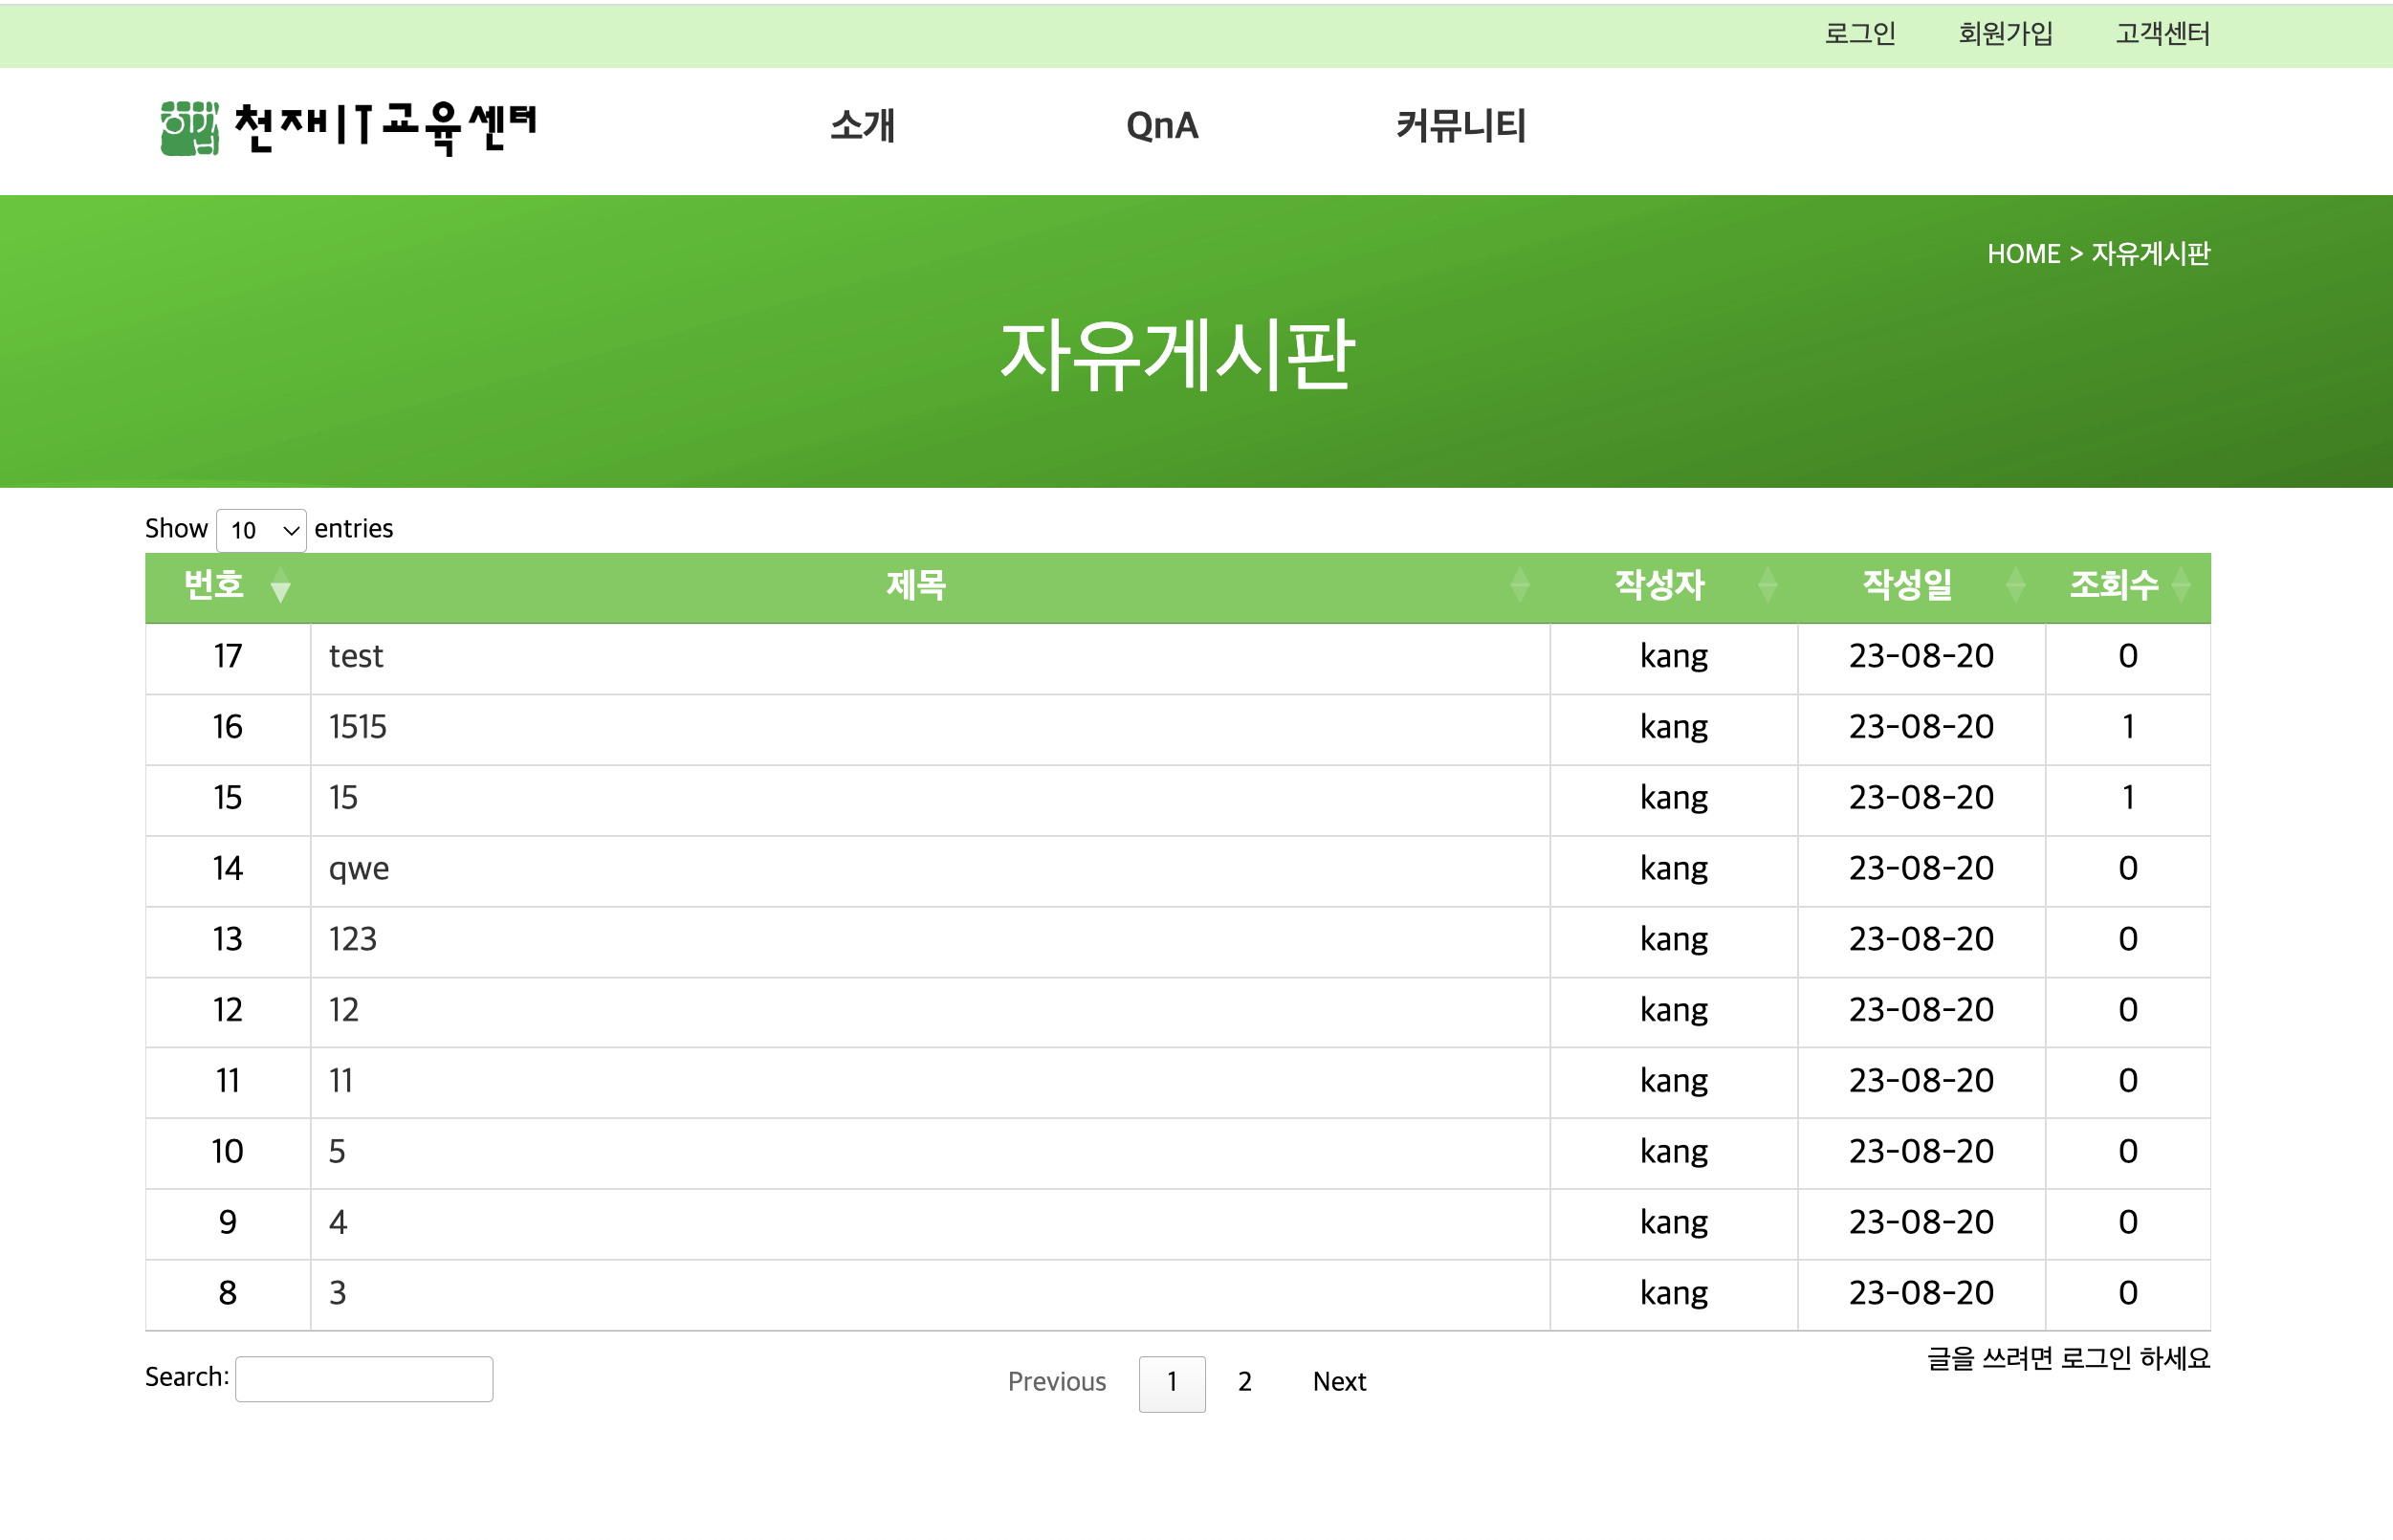 로그인 회원가입 고객센터
천재IT교육센터 소개 QnA 커뮤니티
HOME > 자유게시판
자유게시판
Show 10 entries
번호 제목 작성자 작성일 조회수
17 test kang 23-08-20 0
16 1515 kang 23-08-20 1
15 15 kang 23-08-20 1
14 qwe kang 23-08-20 0
13 123 kang 23-08-20 0
12 12 kang 23-08-20 0
11 11 kang 23-08-20 0
10 5 kang 23-08-20 0
9 4 kang 23-08-20 0
8 3 kang 23-08-20 0
글을 쓰려면 로그인 하세요
Search: Previous 1 2 Next